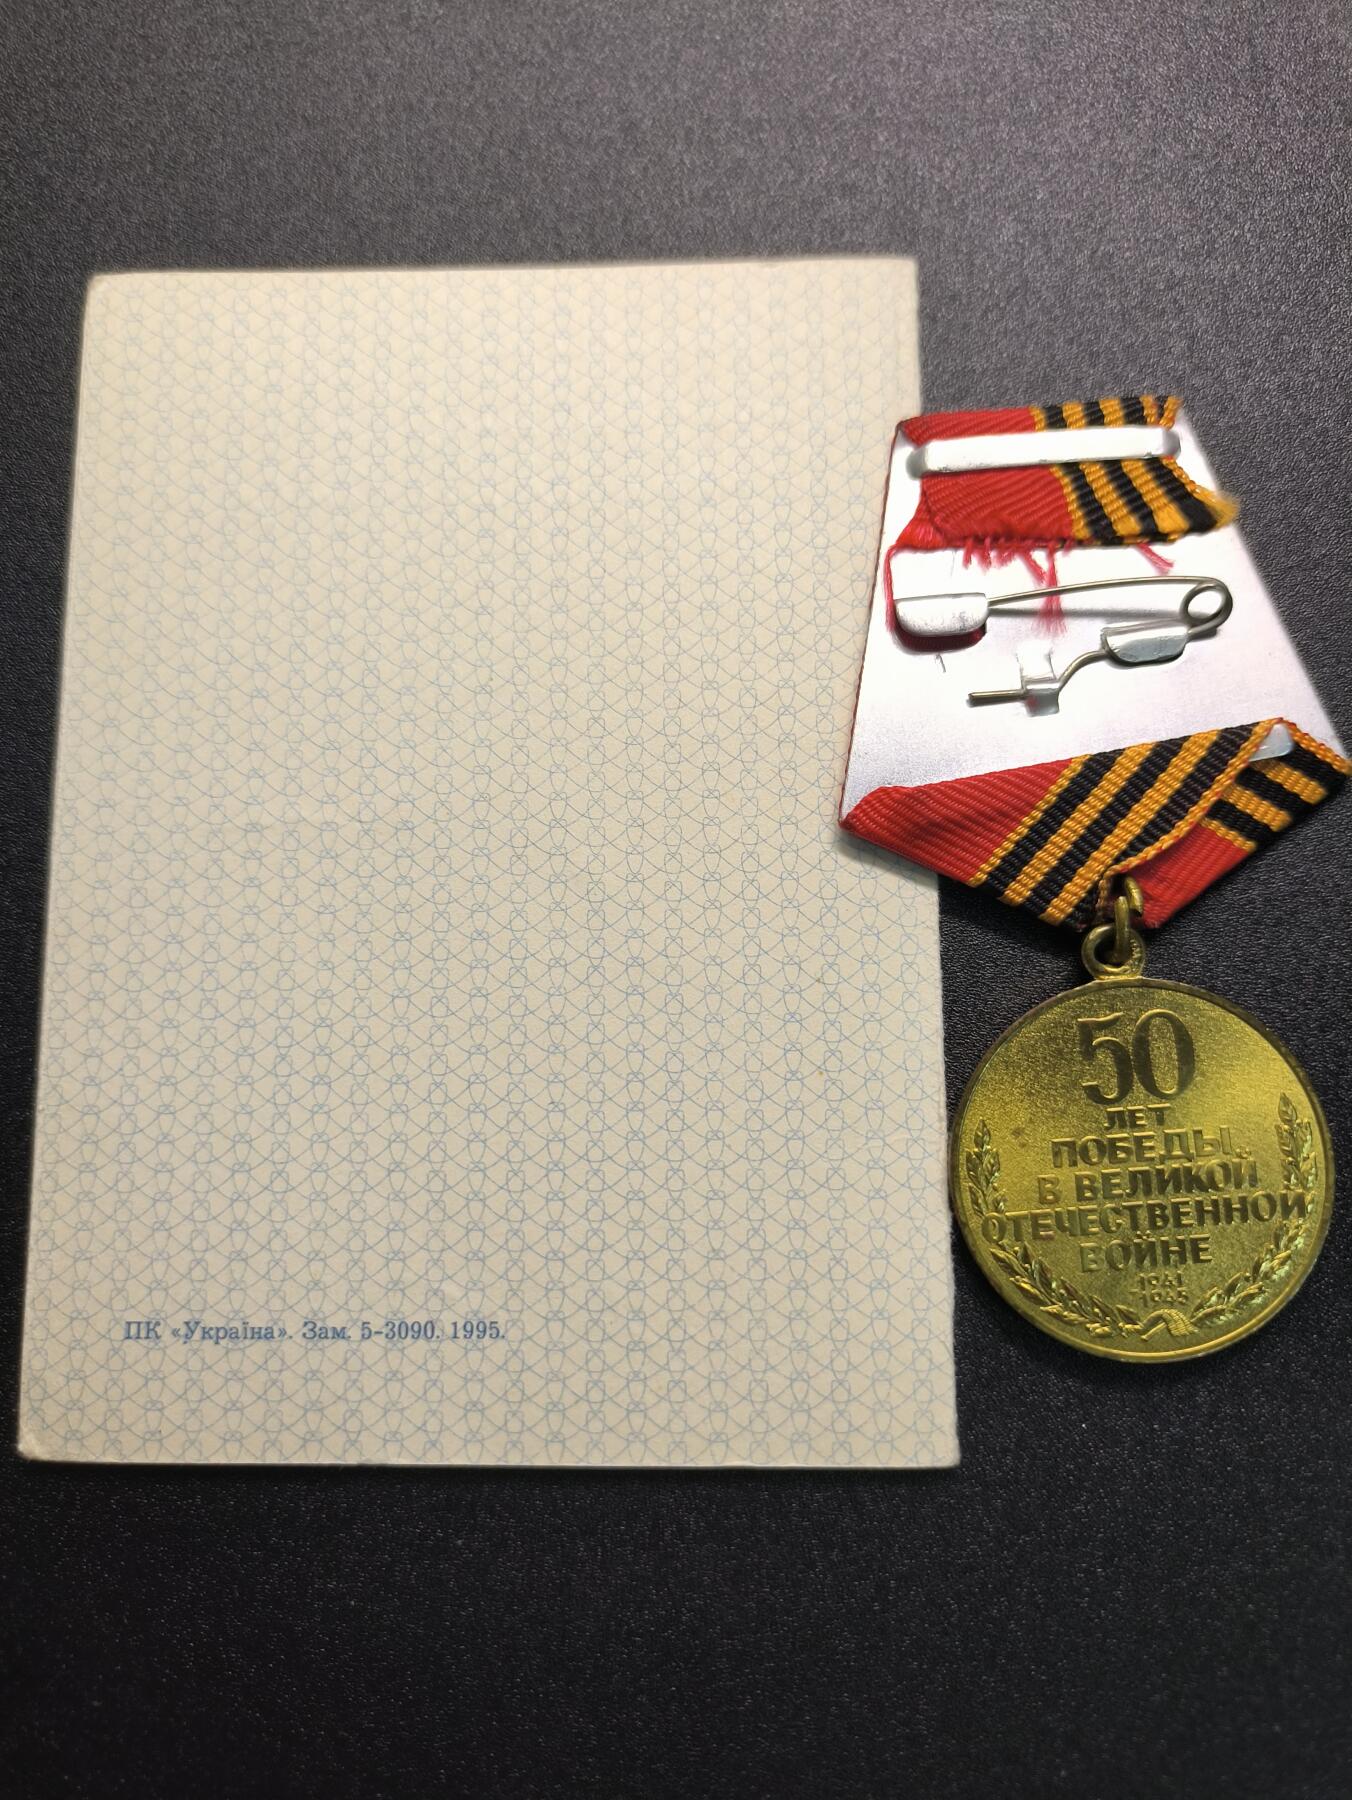 ПК «Україна». Зам. 5-3090. 1995.
50
ЛЕТ
ПОБЕДЫ
В ВЕЛИКОЙ
ОТЕЧЕСТВЕННОЙ
ВОЙНЕ
1941
1945